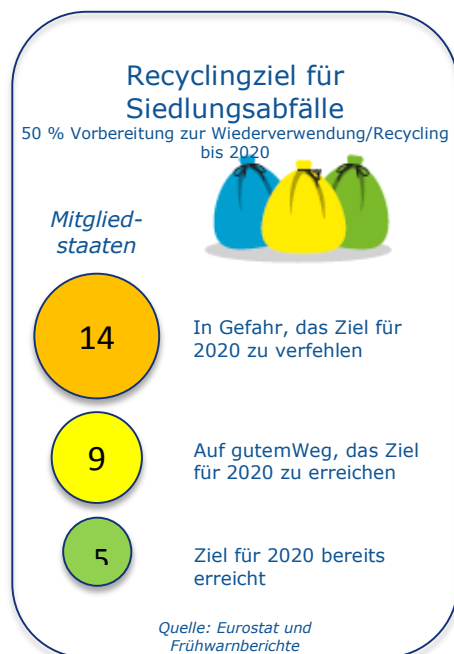 Recyclingziel für
Siedlungsabfälle
50 % Vorbereitung zur Wiederverwendung/Recycling
bis 2020
Mitglied-
staaten
14
In Gefahr, das Ziel für
2020 zu verfehlen
9
Auf gutemWeg, das Ziel
für 2020 zu erreichen
5
Ziel für 2020 bereits
erreicht
Quelle: Eurostat und
Frühwarnberichte